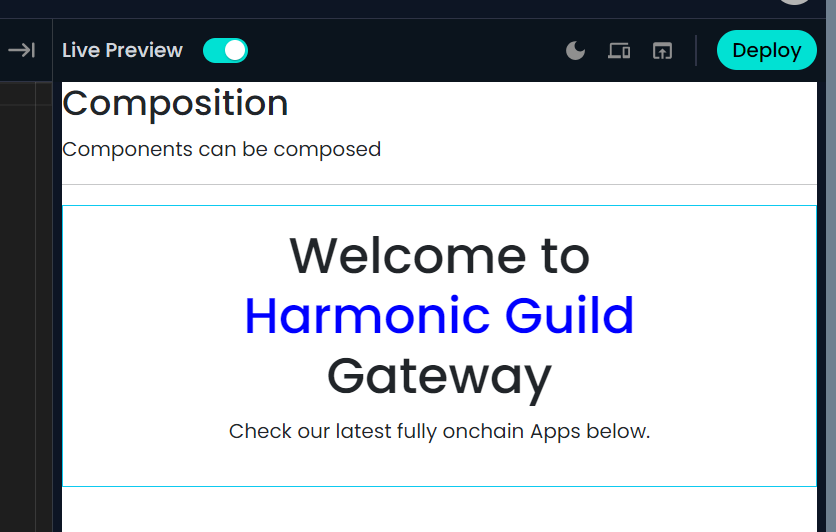 Live Preview
Deploy
Composition
Components can be composed
Welcome to
Harmonic Guild
Gateway
Check our latest fully onchain Apps below.